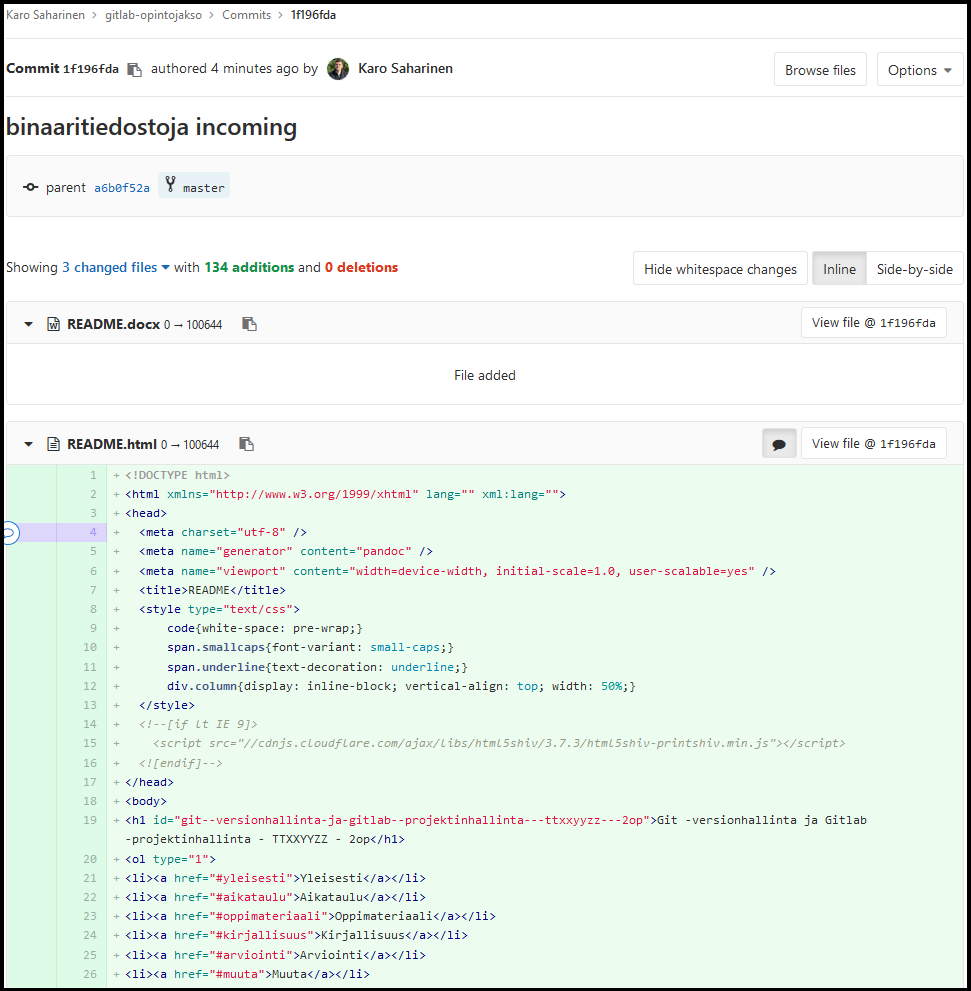 Karo Saharinen > gitlab-opintojakso > Commits > 1f196fda
Commit 1f196fda authored 4 minutes ago by Karo Saharinen Browse files Options
binaaritiedostoja incoming
parent a6b0f52a master
Showing 3 changed files with 134 additions and 0 deletions Hide whitespace changes Inline Side-by-side
README.docx 0 → 100644 View file @ 1f196fda
File added
README.html 0 → 100644 View file @ 1f196fda
1 + <!DOCTYPE html>
2 + <html xmlns="http://www.w3.org/1999/xhtml" lang="" xml:lang="">
3 + <head>
4 +   <meta charset="utf-8" />
5 +   <meta name="generator" content="pandoc" />
6 +   <meta name="viewport" content="width=device-width, initial-scale=1.0, user-scalable=yes" />
7 +   <title>README</title>
8 +   <style type="text/css">
9 +       code{white-space: pre-wrap;}
10 +       span.smallcaps{font-variant: small-caps;}
11 +       span.underline{text-decoration: underline;}
12 +       div.column{display: inline-block; vertical-align: top; width: 50%;}
13 +   </style>
14 +   <!--[if lt IE 9]>
15 +     <script src="//cdnjs.cloudflare.com/ajax/libs/html5shiv/3.7.3/html5shiv-printshiv.min.js"></script>
16 +   <![endif]-->
17 + </head>
18 + <body>
19 + <h1 id="git--versionhallinta-ja-gitlab--projektinhallinta---ttxxyyzz---2op">Git -versionhallinta ja Gitlab
-projektinhallinta - TTXXYYZZ - 2op</h1>
20 + <ol type="1">
21 + <li><a href="#yleisesti">Yleisesti</a></li>
22 + <li><a href="#aikataulu">Aikataulu</a></li>
23 + <li><a href="#oppimateriaali">Oppimateriaali</a></li>
24 + <li><a href="#kirjallisuus">Kirjallisuus</a></li>
25 + <li><a href="#arviointi">Arviointi</a></li>
26 + <li><a href="#muuta">Muuta</a></li>